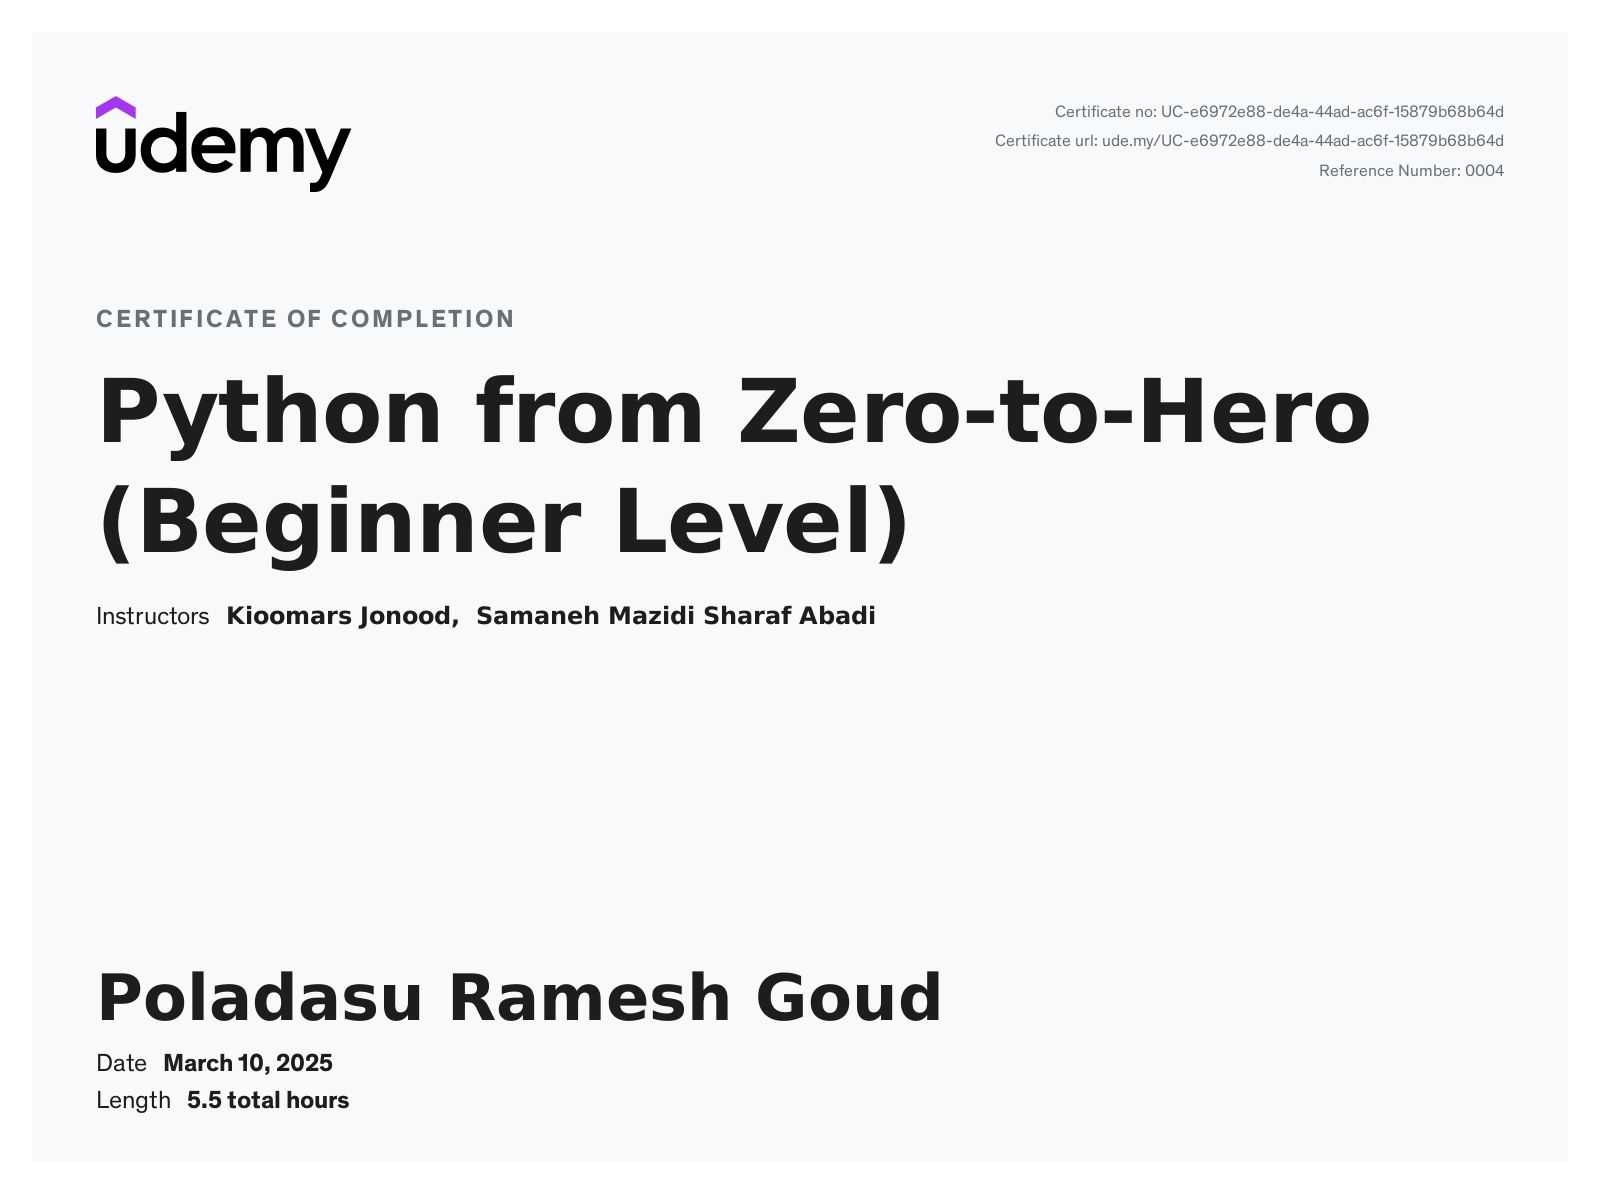 udemy
Certificate no: UC-e6972e88-de4a-44ad-ac6f-15879b68b64d
Certificate url: ude.my/UC-e6972e88-de4a-44ad-ac6f-15879b68b64d
Reference Number: 0004
CERTIFICATE OF COMPLETION
Python from Zero-to-Hero
(Beginner Level)
Instructors Kioomars Jonood, Samaneh Mazidi Sharaf Abadi
Poladasu Ramesh Goud
Date March 10, 2025
Length 5.5 total hours